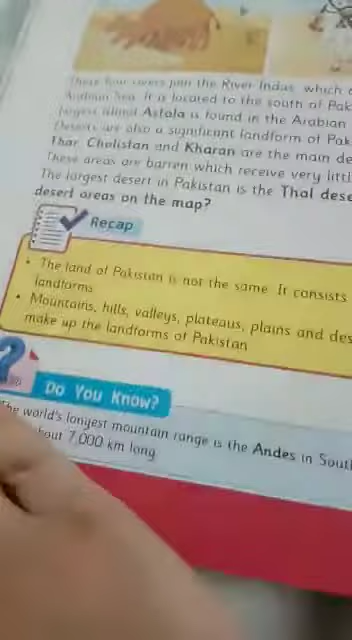 These four rivers join the River Indus, which
Arabian Sea. It is located to the south of Pak
largest island Astola is found in the Arabian
Deserts are also a significant landform of Pak
Thar, Cholistan and Kharan are the main de
These areas are barren which receive very littl
The largest desert in Pakistan is the Thal dese
desert areas on the map?
Recap
• The land of Pakistan is not the same. It consists
landforms.
• Mountains, hills, valleys, plateaus, plains and des
make up the landforms of Pakistan
?
Do You Know?
The world's longest mountain range is the Andes in Sout
bout 7,000 km long.